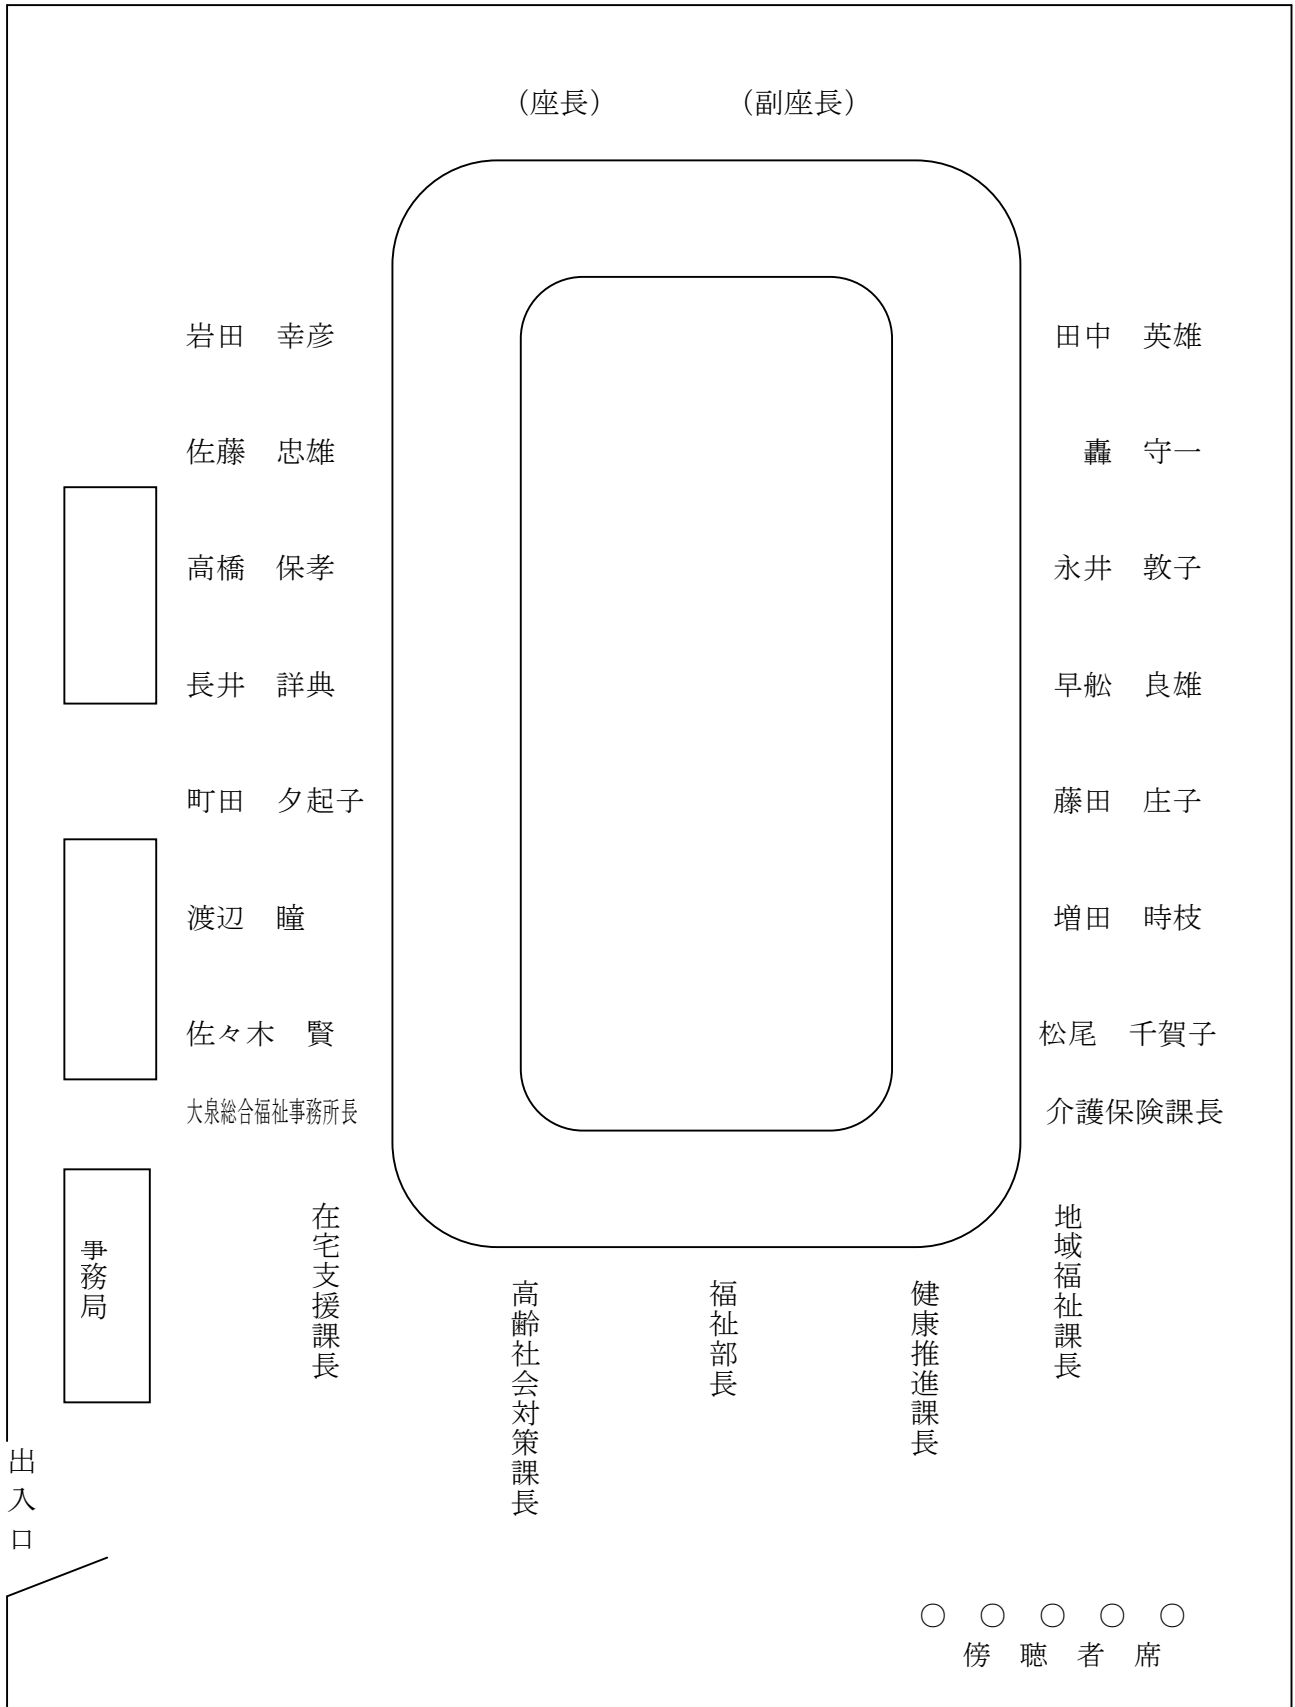 （座長）　（副座長）
岩田　幸彦　田中　英雄
佐藤　忠雄　轟　守一
高橋　保孝　永井　敦子
長井　詳典　早舩　良雄
町田　夕起子　藤田　庄子
渡辺　瞳　増田　時枝
佐々木　賢　松尾　千賀子
大泉総合福祉事務所長　介護保険課長
在宅支援課長
高齢社会対策課長
福祉部長
健康推進課長
地域福祉課長
事務局
出入口
○　○　○　○　○
傍　聴　者　席